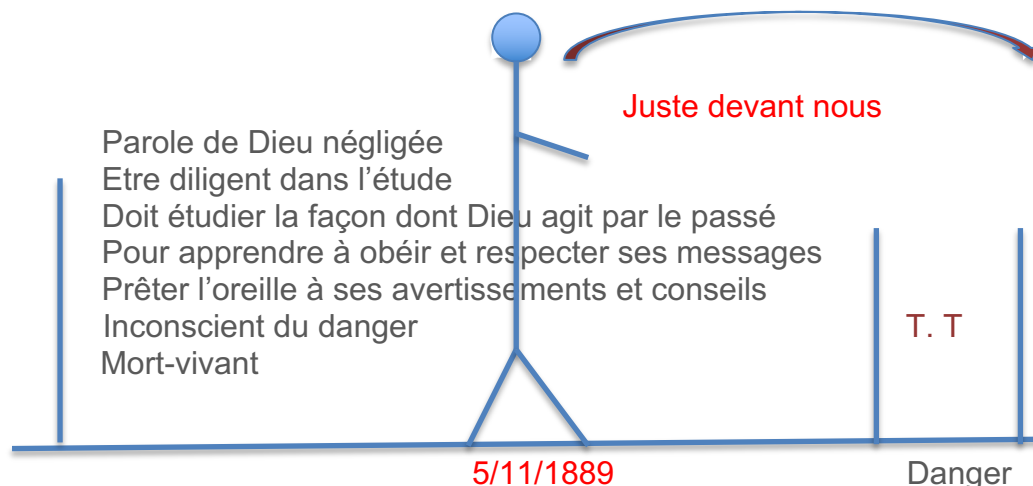 Juste devant nous
Parole de Dieu négligée
Etre diligent dans l’étude
Doit étudier la façon dont Dieu agit par le passé
Pour apprendre à obéir et respecter ses messages
Prêter l’oreille à ses avertissements et conseils
Inconscient du danger
T. T
Mort-vivant
5/11/1889
Danger